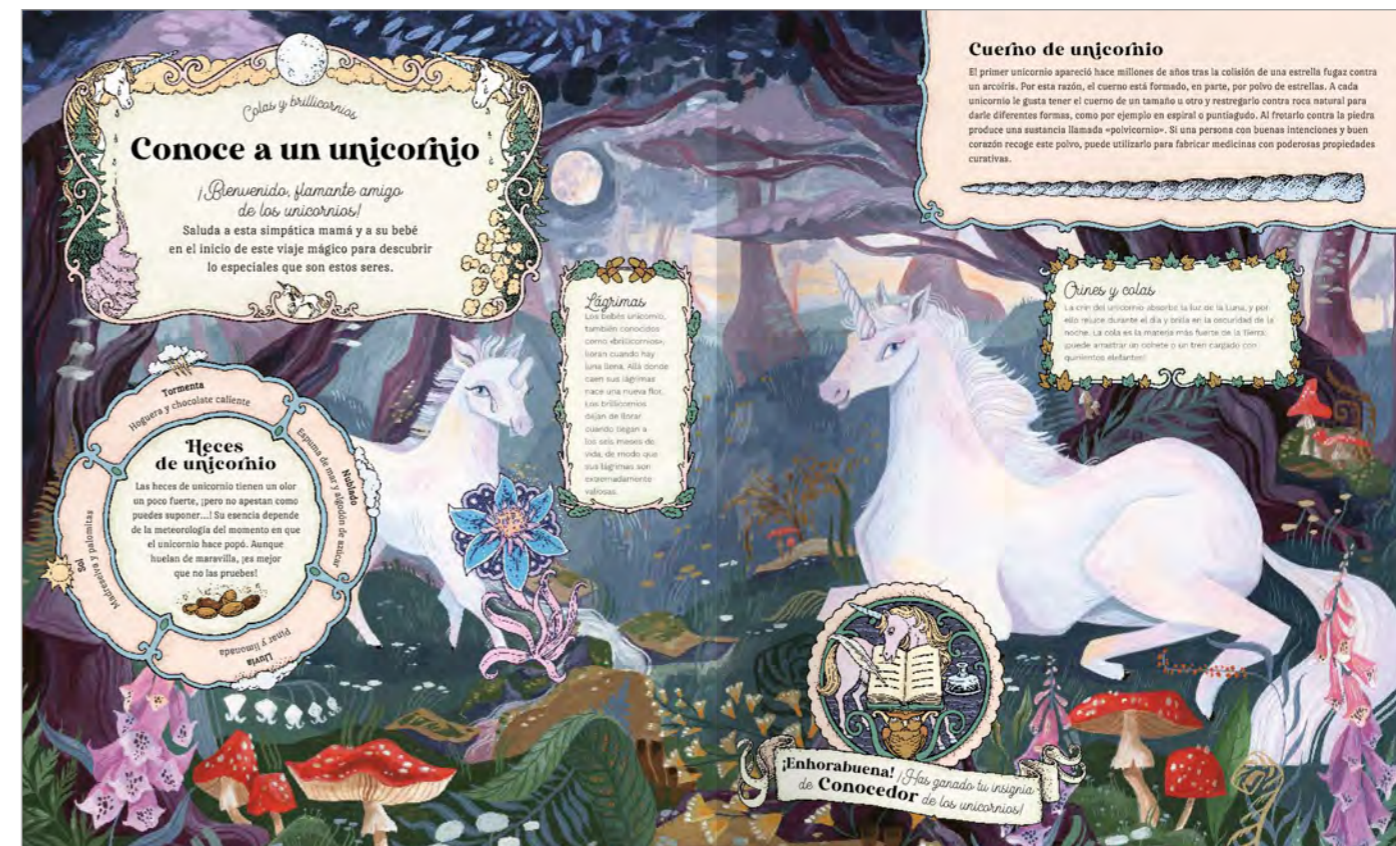 Colas y brillicornios
Conoce a un unicornio
¡Bienvenido, flamante amigo
de los unicornios!
Saluda a esta simpática mamá y a su bebé
en el inicio de este viaje mágico para descubrir
lo especiales que son estos seres.
Cuerno de unicornio
El primer unicornio apareció hace millones de años tras la colisión de una estrella fugaz contra
un arcoíris. Por esta razón, el cuerno está formado, en parte, por polvo de estrellas. A cada
unicornio le gusta tener el cuerno de un tamaño u otro y restregarlo contra roca natural para
darle diferentes formas, como por ejemplo en espiral o puntiagudo. Al frotarlo contra la piedra
produce una sustancia llamada «polvicornio». Si una persona con buenas intenciones y buen
corazón recoge este polvo, puede utilizarlo para fabricar medicinas con poderosas propiedades
curativas.
Lágrimas
Los bebés unicornio,
también conocidos
como «brillicornios»,
lloran cuando hay
luna llena. Allá donde
caen sus lágrimas
nace una nueva flor.
Los brillicornios
dejan de llorar
cuando llegan a
los seis meses de
vida, de modo que
sus lágrimas son
extremadamente
valiosas.
Crines y colas
La crin del unicornio absorbe la luz de la Luna, y por
ello reluce durante el día y brilla en la oscuridad de la
noche. La cola es la materia más fuerte de la Tierra:
¡puede arrastrar un cohete o un tren cargado con
quinientos elefantes!
Tormenta
Hoguera y chocolate caliente
Nublado
Espuma de mar y algodón de azúcar
Lluvia
Pinar y limonada
Sol
Madreselva y palomitas
Heces
de unicornio
Las heces de unicornio tienen un olor
un poco fuerte, ¡pero no apestan como
puedes suponer...! Su esencia depende
de la meteorología del momento en que
el unicornio hace popó. Aunque
huelan de maravilla, ¡es mejor
que no las pruebes!
¡Enhorabuena! ¡Has ganado tu insignia
de Conocedor de los unicornios!